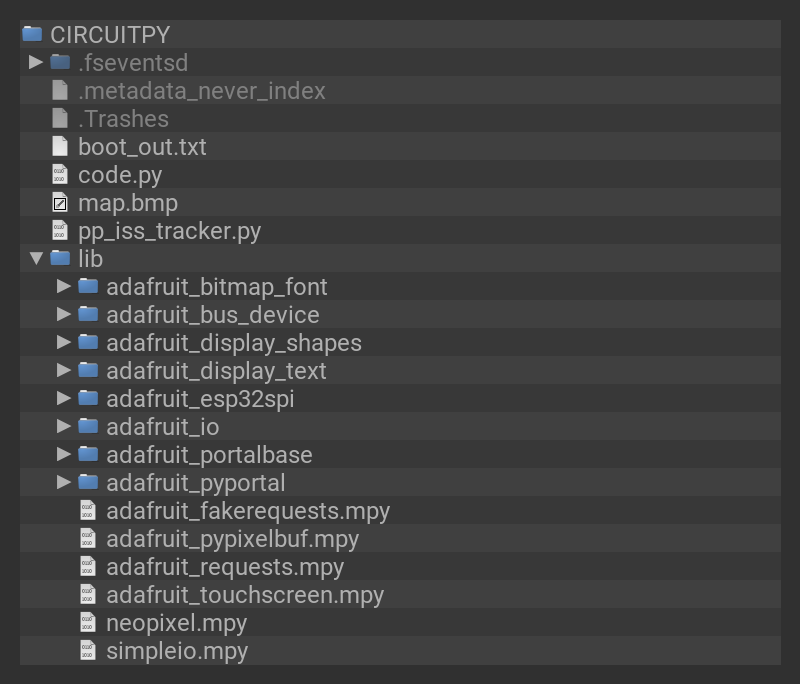 CIRCUITPY
.fseventsd
.metadata_never_index
.Trashes
boot_out.txt
code.py
map.bmp
pp_iss_tracker.py
lib
adafruit_bitmap_font
adafruit_bus_device
adafruit_display_shapes
adafruit_display_text
adafruit_esp32spi
adafruit_io
adafruit_portalbase
adafruit_pyportal
adafruit_fakerequests.mpy
adafruit_pypixelbuf.mpy
adafruit_requests.mpy
adafruit_touchscreen.mpy
neopixel.mpy
simpleio.mpy